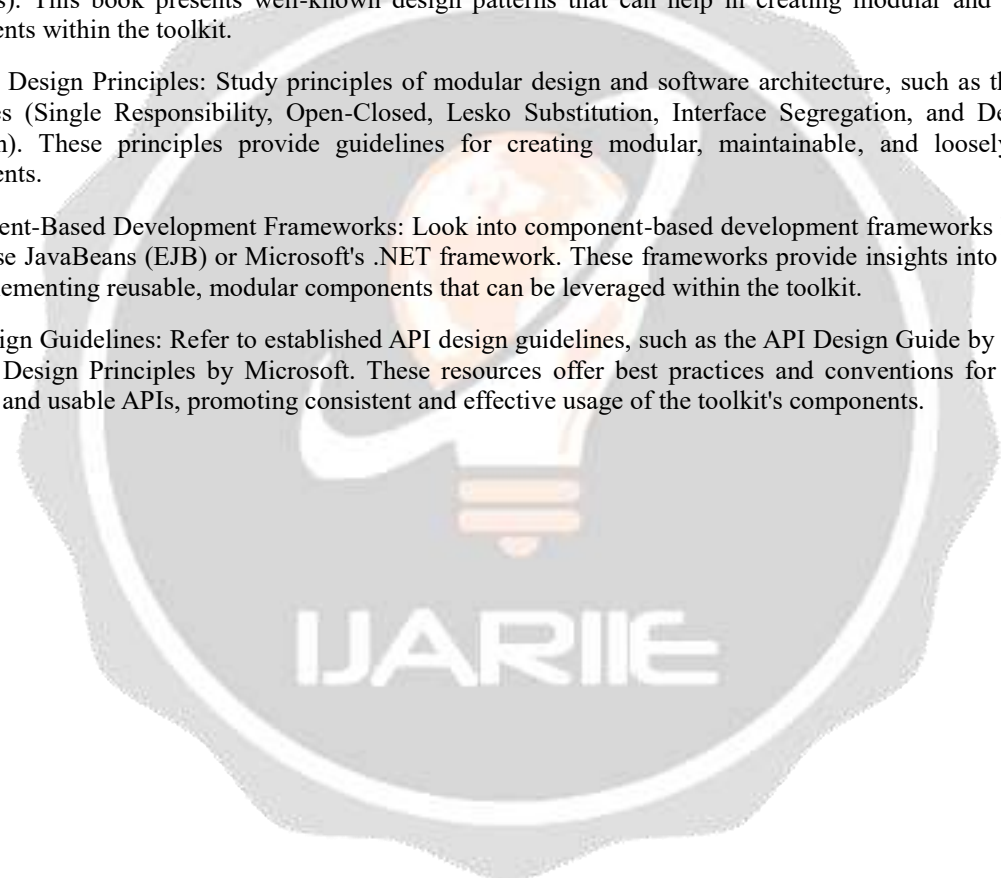 s). This book presents well-known design patterns that can help in creating modular and
ents within the toolkit.
Design Principles: Study principles of modular design and software architecture, such as th
es (Single Responsibility, Open-Closed, Lesko Substitution, Interface Segregation, and De
n). These principles provide guidelines for creating modular, maintainable, and loosely
ents.
ent-Based Development Frameworks: Look into component-based development frameworks
se JavaBeans (EJB) or Microsoft's .NET framework. These frameworks provide insights into
lementing reusable, modular components that can be leveraged within the toolkit.
ign Guidelines: Refer to established API design guidelines, such as the API Design Guide by
Design Principles by Microsoft. These resources offer best practices and conventions for
and usable APIs, promoting consistent and effective usage of the toolkit's components.
IJARIIE